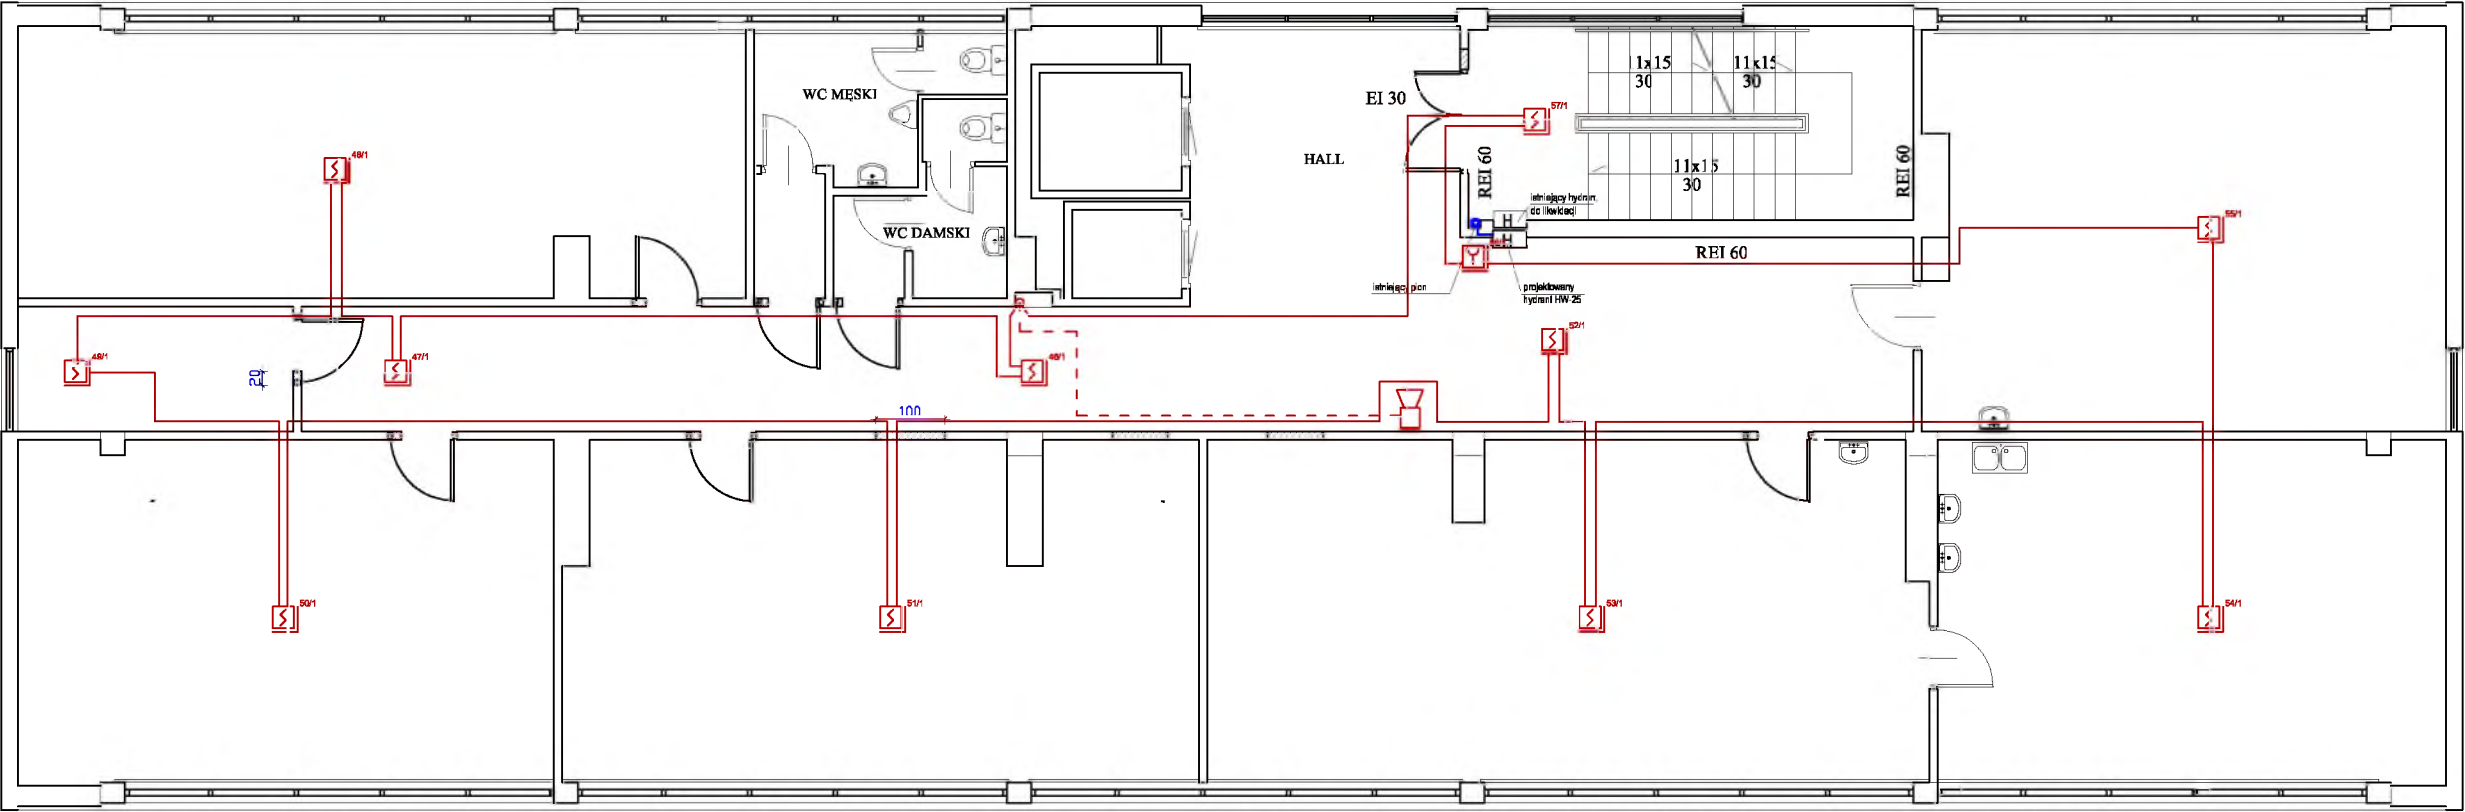 11x15
30
11x15
30
WC MĘSKI
EI 30
57/1
HALL
48/1
REI 60
11x15
30
REI 60
istniejący hydran.
do likwidacji
H
H
55/1
WC DAMSKI
REI 60
istniejący pion
projektowany
hydrant HW-25
52/1
49/1
47/1
46/1
20
100
50/1
51/1
53/1
54/1